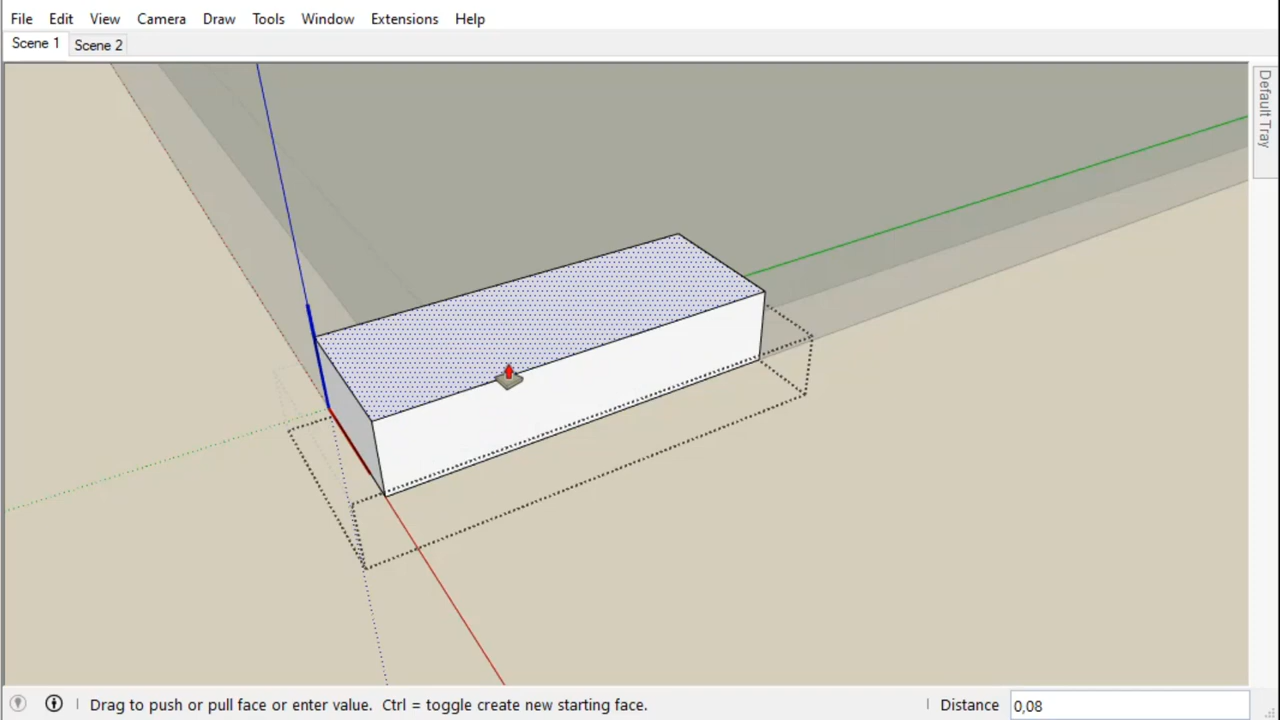 File Edit View Camera Draw Tools Window Extensions Help
Scene 1 Scene 2
Default Tray
Drag to push or pull face or enter value. Ctrl = toggle create new starting face. Distance 0,08